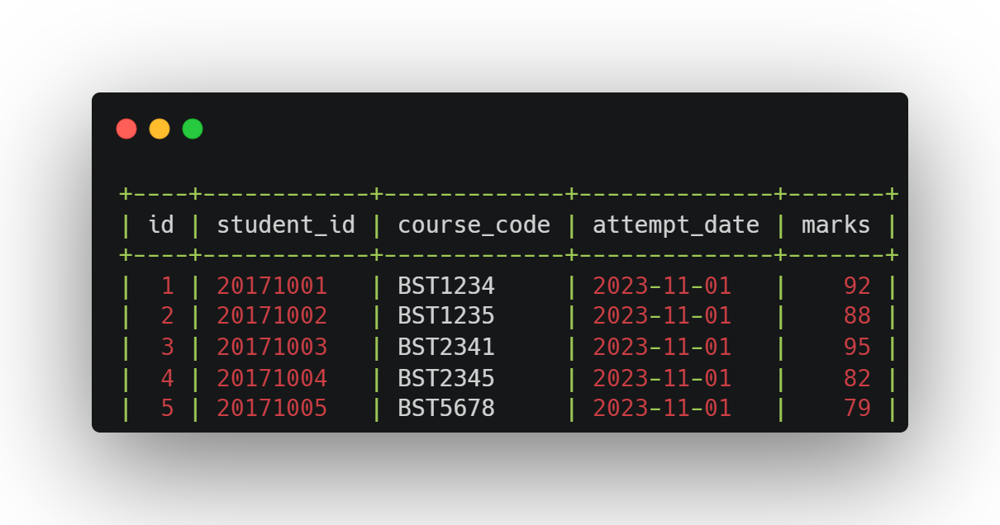 +----+------------+-------------+--------------+-------+
| id | student_id | course_code | attempt_date | marks |
+----+------------+-------------+--------------+-------+
|  1 | 20171001   | BST1234     | 2023-11-01   |    92 |
|  2 | 20171002   | BST1235     | 2023-11-01   |    88 |
|  3 | 20171003   | BST2341     | 2023-11-01   |    95 |
|  4 | 20171004   | BST2345     | 2023-11-01   |    82 |
|  5 | 20171005   | BST5678     | 2023-11-01   |    79 |